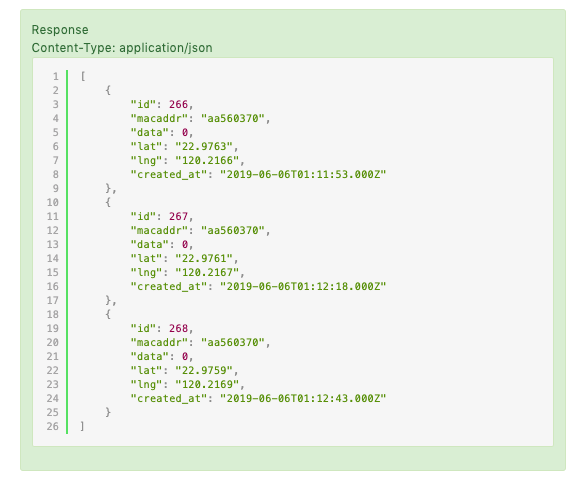 Response
Content-Type: application/json
1 [
2     {
3         "id": 266,
4         "macaddr": "aa560370",
5         "data": 0,
6         "lat": "22.9763",
7         "lng": "120.2166",
8         "created_at": "2019-06-06T01:11:53.000Z"
9     },
10     {
11         "id": 267,
12         "macaddr": "aa560370",
13         "data": 0,
14         "lat": "22.9761",
15         "lng": "120.2167",
16         "created_at": "2019-06-06T01:12:18.000Z"
17     },
18     {
19         "id": 268,
20         "macaddr": "aa560370",
21         "data": 0,
22         "lat": "22.9759",
23         "lng": "120.2169",
24         "created_at": "2019-06-06T01:12:43.000Z"
25     }
26 ]